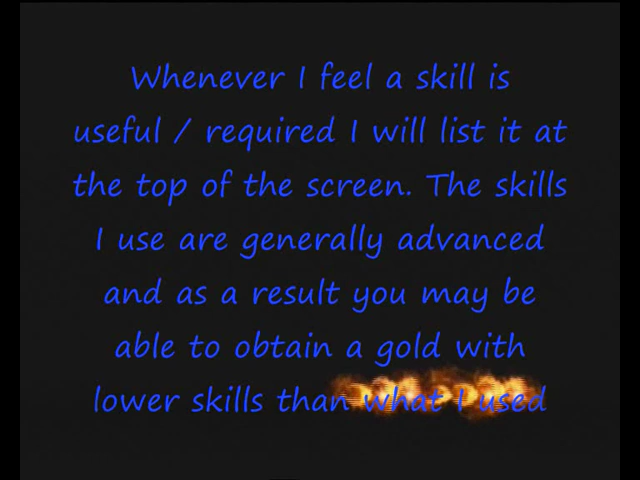 Whenever I feel a skill is
useful / required I will list it at
the top of the screen. The skills
I use are generally advanced
and as a result you may be
able to obtain a gold with
lower skills than what I used